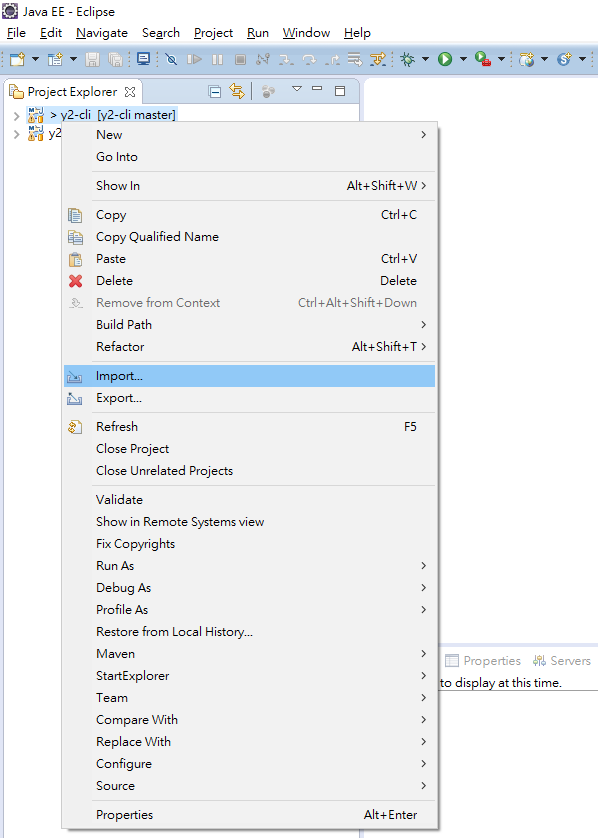 Java EE - Eclipse
File Edit Navigate Search Project Run Window Help
Project Explorer
> y2-cli [y2-cli master]
y2
New
Go Into
Show In Alt+Shift+W
Copy Ctrl+C
Copy Qualified Name
Paste Ctrl+V
Delete Delete
Remove from Context Ctrl+Alt+Shift+Down
Build Path
Refactor Alt+Shift+T
Import...
Export...
Refresh F5
Close Project
Close Unrelated Projects
Validate
Show in Remote Systems view
Fix Copyrights
Run As
Debug As
Profile As
Restore from Local History...
Maven
StartExplorer
Team
Compare With
Replace With
Configure
Source
Properties Alt+Enter
Properties Servers
to display at this time.